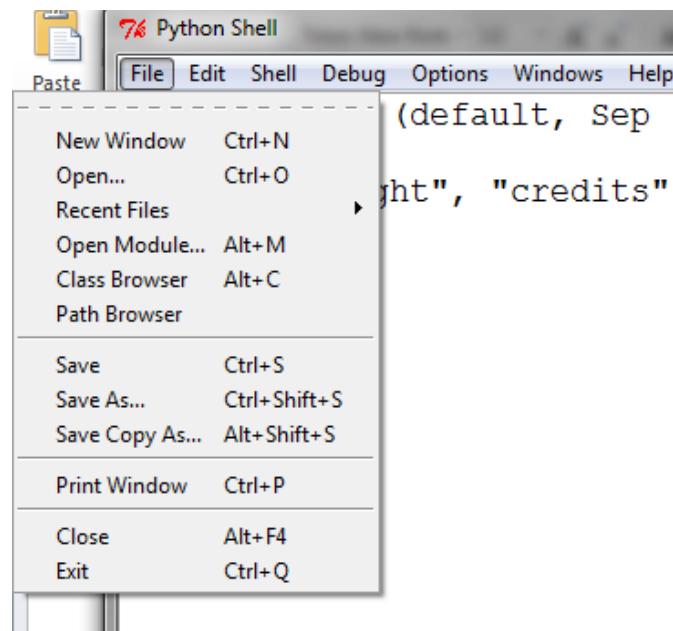 Python Shell
Paste
File Edit Shell Debug Options Windows Help
(default, Sep
ght", "credits"
New Window Ctrl+N
Open... Ctrl+O
Recent Files
Open Module... Alt+M
Class Browser Alt+C
Path Browser
Save Ctrl+S
Save As... Ctrl+Shift+S
Save Copy As... Alt+Shift+S
Print Window Ctrl+P
Close Alt+F4
Exit Ctrl+Q